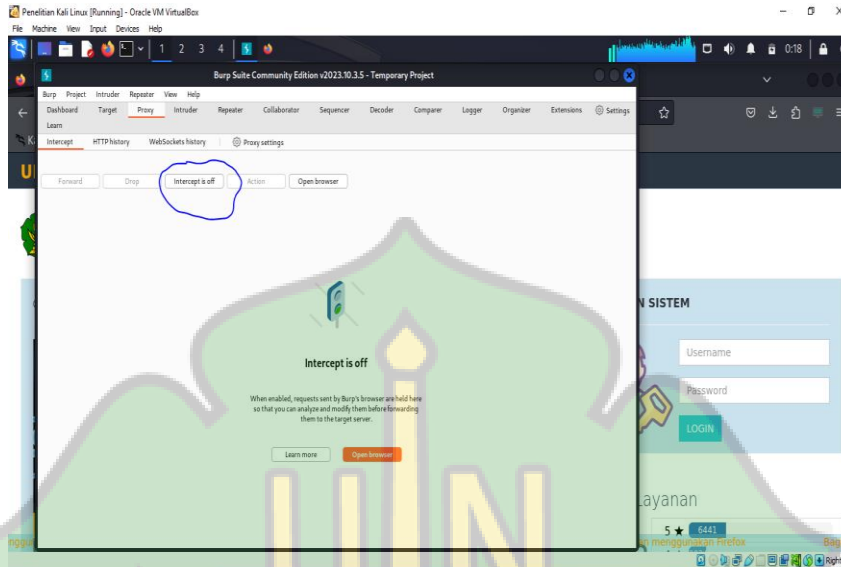 Penelitian Kali Linux [Running] - Oracle VM VirtualBox
File Machine View Input Devices Help
1 2 3 4
0:18
Burp Suite Community Edition v2023.10.3.5 - Temporary Project
Burp Project Intruder Repeater View Help
Dashboard Target Proxy Intruder Repeater Collaborator Sequencer Decoder Comparer Logger Organizer Extensions Settings
Learn
Intercept HTTP history WebSockets history Proxy settings
Forward Drop Intercept is off Action Open browser
N SISTEM
Username
Password
LOGIN
Intercept is off
When enabled, requests sent by Burp's browser are held here
so that you can analyze and modify them before forwarding
them to the target server.
Learn more Open browser
UIN
Layanan
5 ★ 6441
menggunakan Firefox
Right